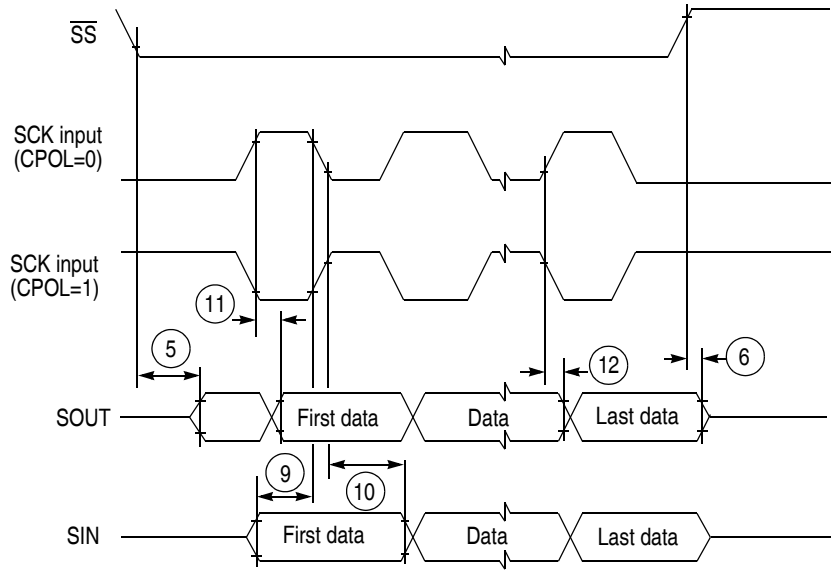 SS
SCK input
(CPOL=0)
SCK input
(CPOL=1)
11
5
12
6
SOUT
First data
Data
Last data
9
10
SIN
First data
Data
Last data